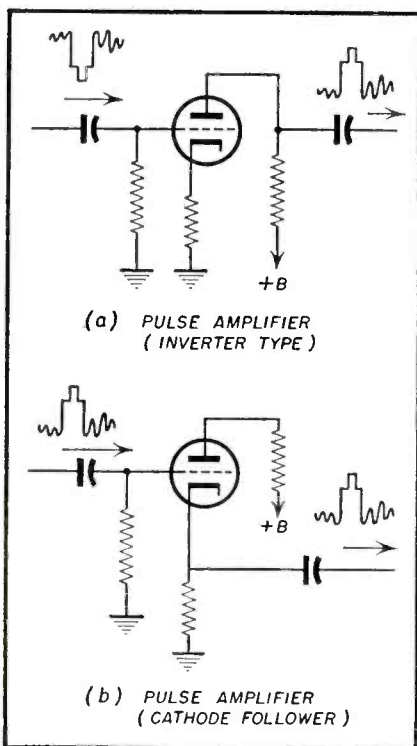 +B
(a) PULSE AMPLIFIER
(INVERTER TYPE)
+B
(b) PULSE AMPLIFIER
(CATHODE FOLLOWER)